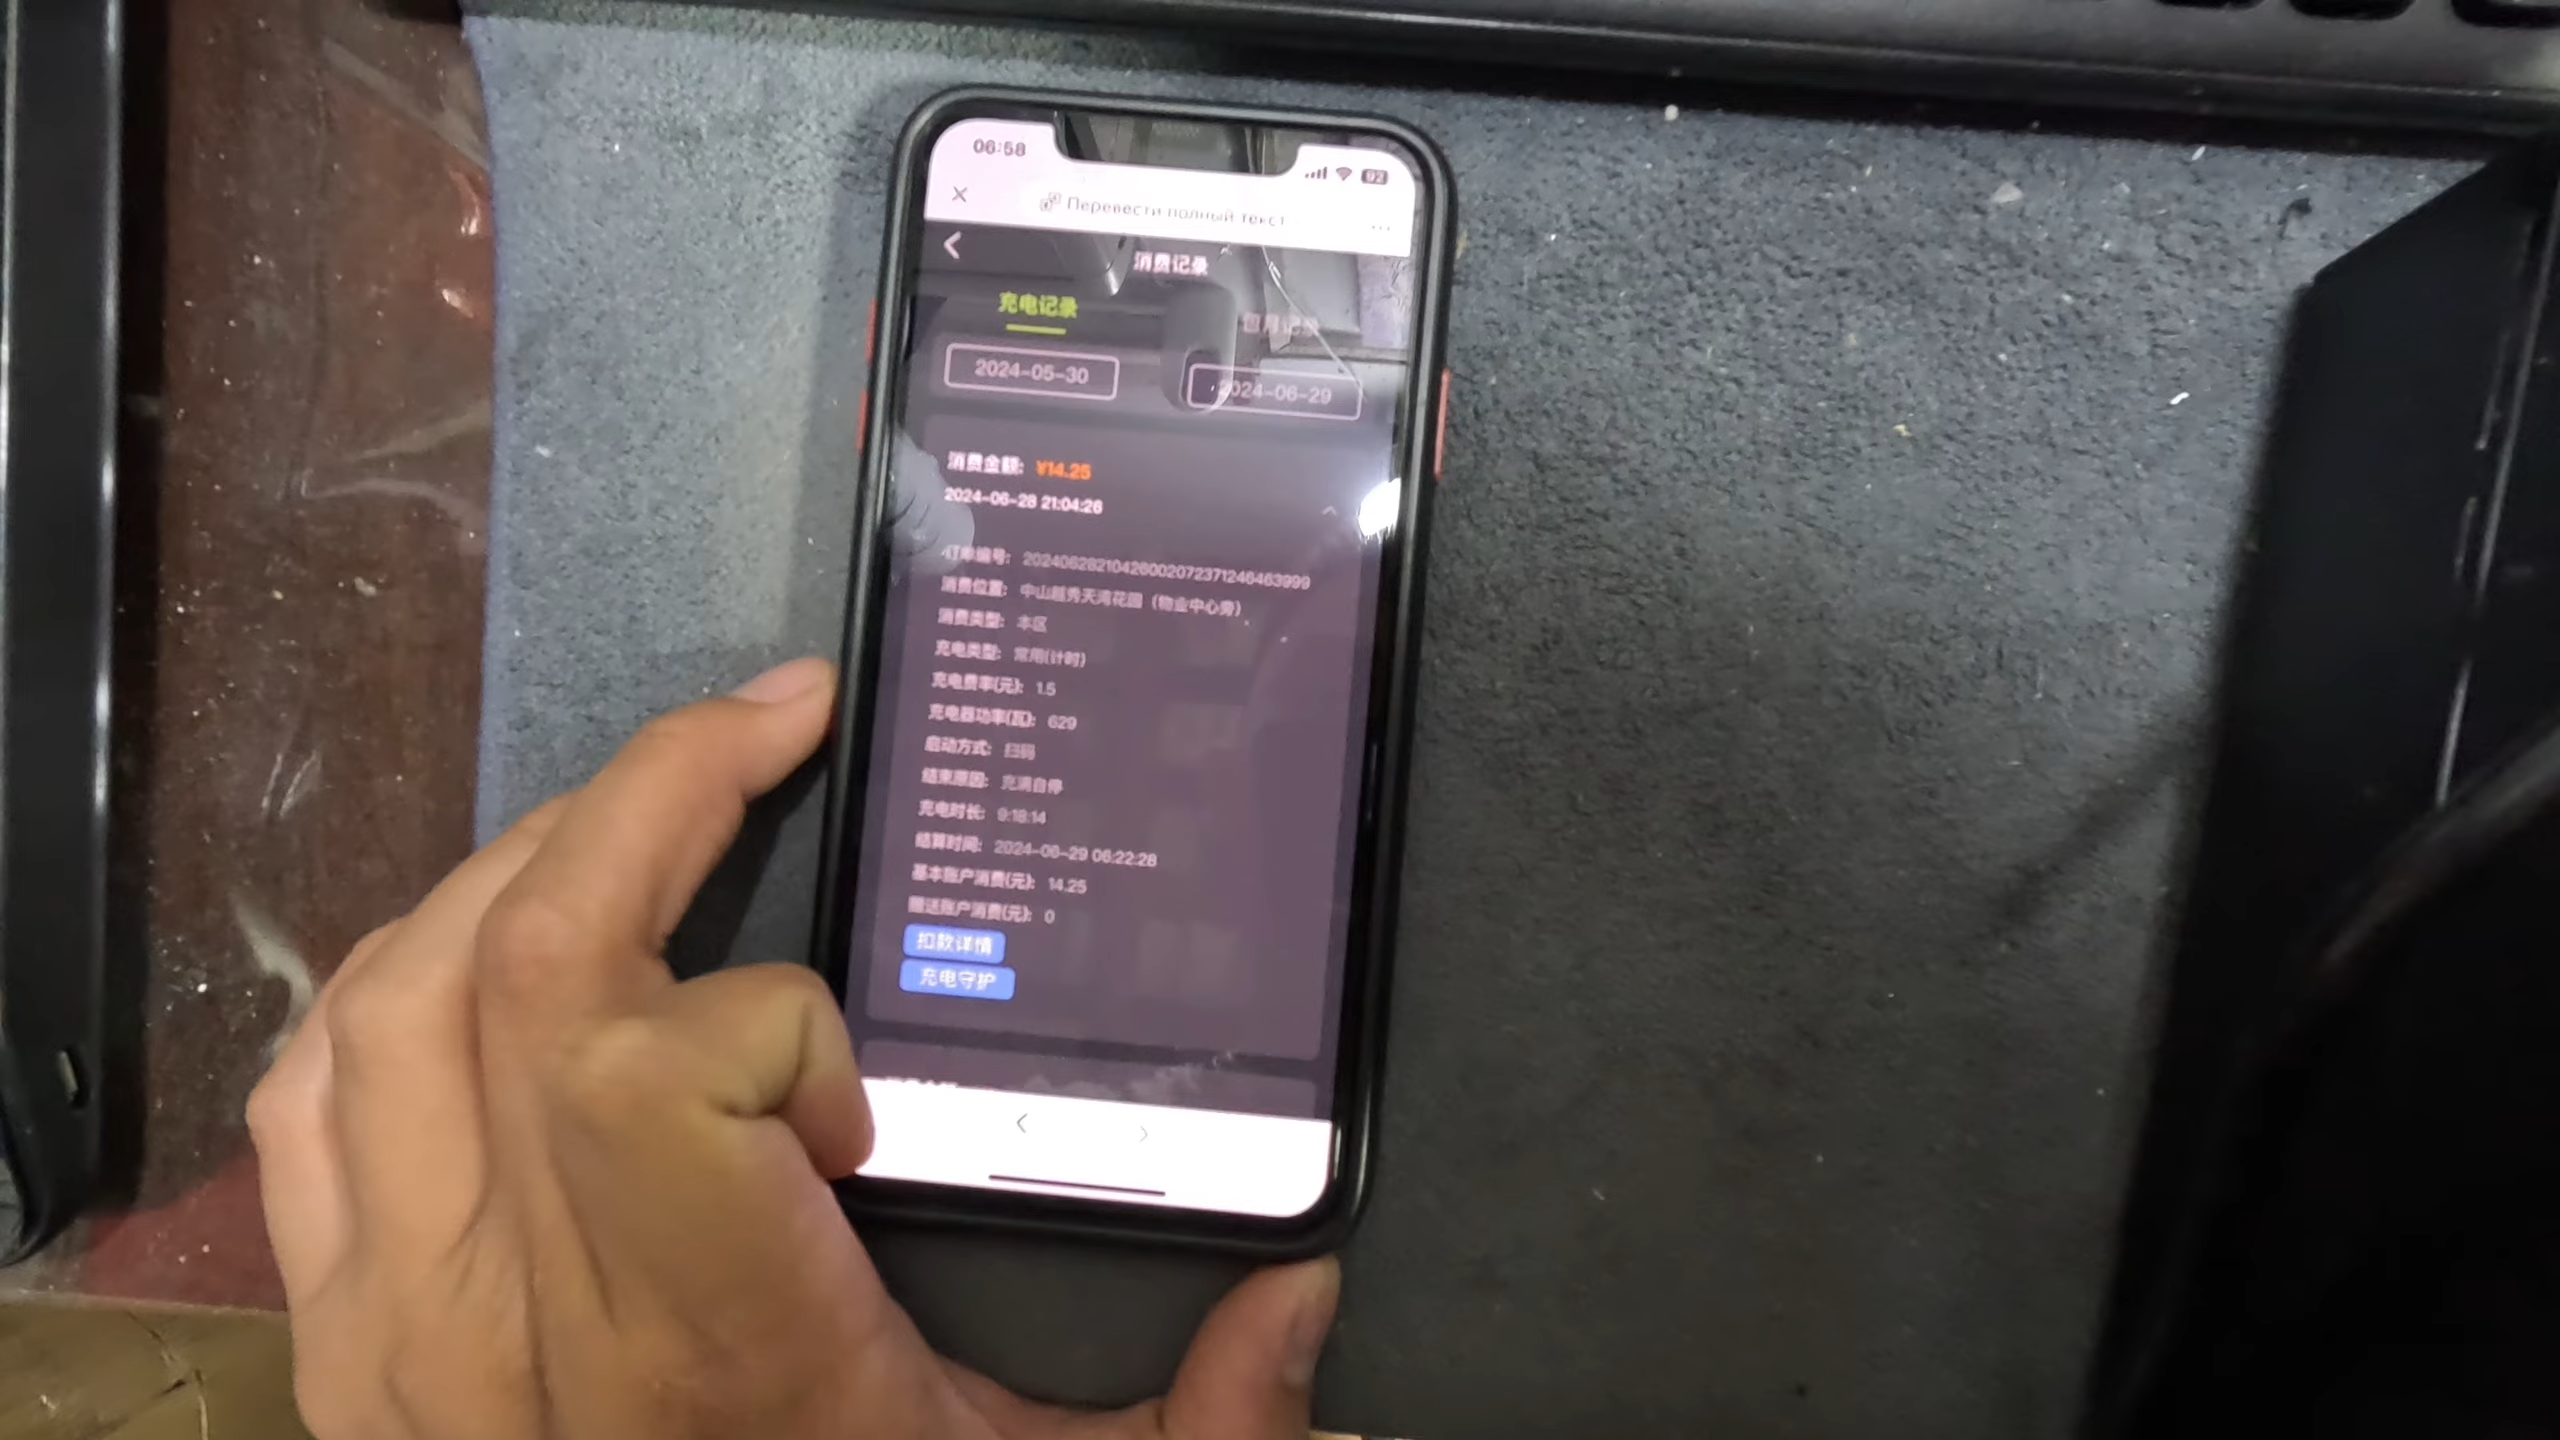 06:58
92
Перевести полный текст
消费记录
充电记录
包月记录
2024-05-30
2024-06-29
消费金额: ¥14.25
2024-06-28 21:04:26
订单编号: 20240628210426002072371246463999
消费位置: 中山越秀天湾花园（物业中心旁）
消费类型: 本区
充电类型: 常用(计时)
充电费率(元): 1.5
充电器功率(瓦): 629
启动方式: 扫码
结束原因: 充满自停
充电时长: 9:18:14
结算时间: 2024-06-29 06:22:28
基本账户消费(元): 14.25
赠送账户消费(元): 0
扣款详情
充电守护